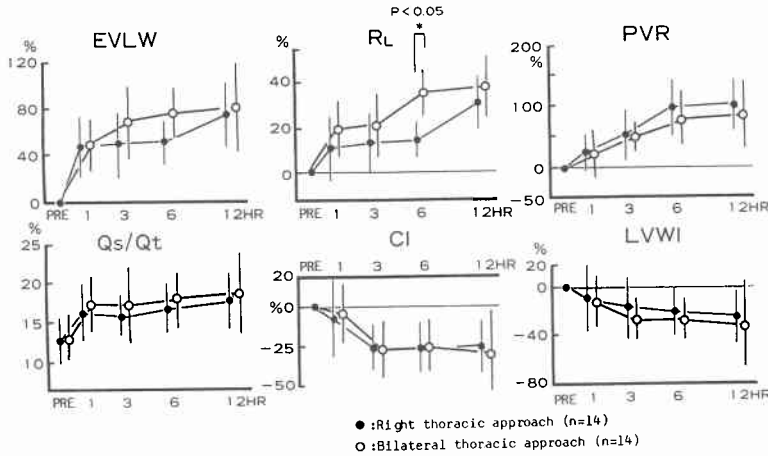 P<0.05
*
EVLW
RL
PVR
%
120
80
40
0
PRE 1 3 6 12HR
%
40
20
0
PRE 1 3 6 12HR
200
%
100
0
-50
PRE 1 3 6 12HR
Qs/Qt
CI
LVWI
%
25
20
15
10
PRE 1 3 6 12HR
20
%0
-25
-50
PRE 1 3 6 12HR
%
20
0
-40
-80
PRE 1 3 6 12HR
● :Right thoracic approach (n=14)
○ :Bilateral thoracic approach (n=14)